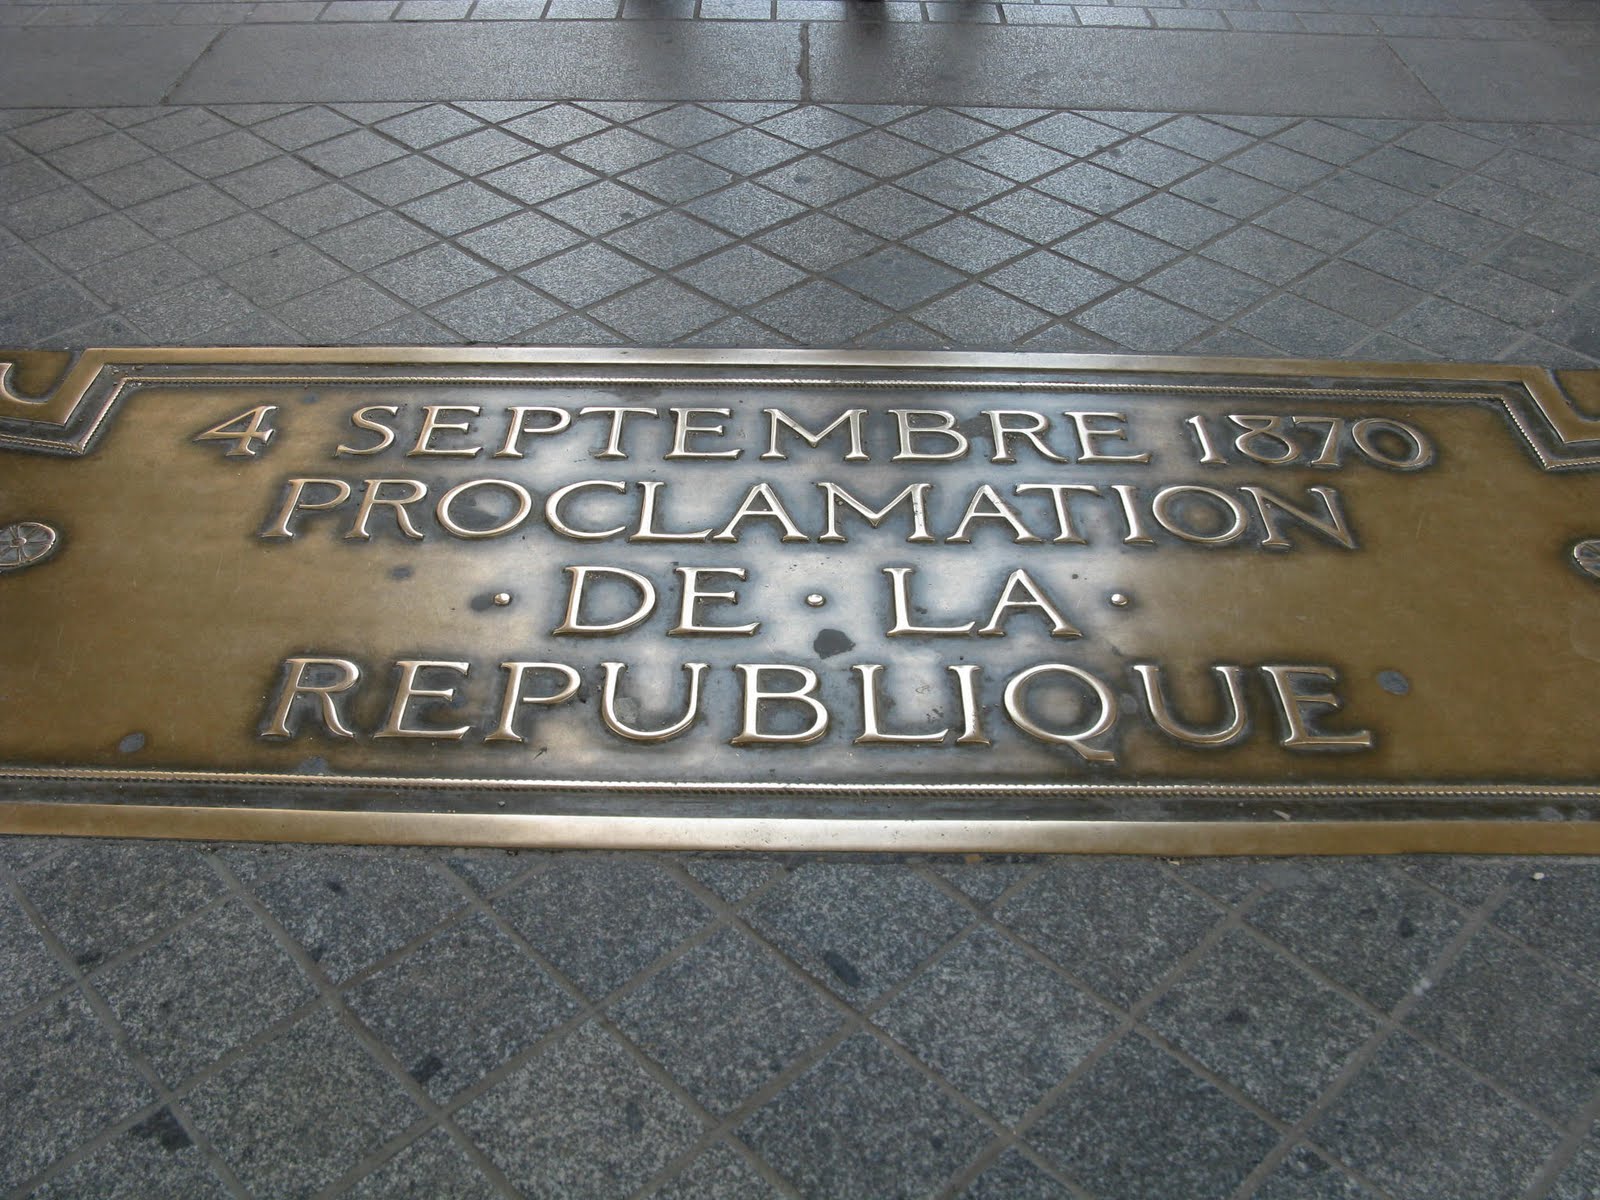 4 SEPTEMBRE 1870
PROCLAMATION
· DE · LA ·
REPUBLIQUE